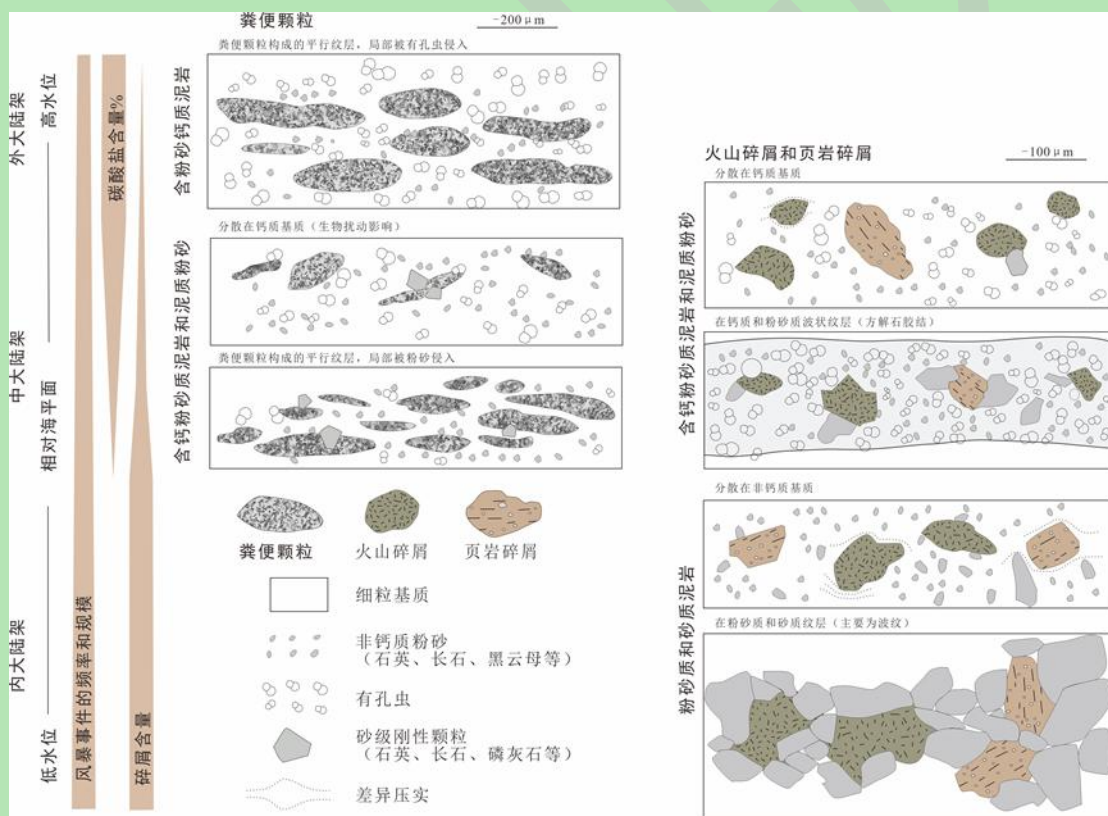 粪便颗粒
~200μm
粪便颗粒构成的平行纹层，局部被有孔虫侵入
含粉砂钙质泥岩
分散在钙质基质（生物扰动影响）
含钙粉砂质泥岩和泥质粉砂
粪便颗粒构成的平行纹层，局部被粉砂侵入
外大陆架
中大陆架
内大陆架
高水位
相对海平面
低水位
风暴事件的频率和规模
碳酸盐含量%
碎屑含量
火山碎屑和页岩碎屑
~100μm
分散在钙质基质
含钙粉砂质泥岩和泥质粉砂
在钙质和粉砂质波状纹层（方解石胶结）
分散在非钙质基质
粉砂质和砂质泥岩
在粉砂质和砂质纹层（主要为波纹）
粪便颗粒
火山碎屑
页岩碎屑
细粒基质
非钙质粉砂
（石英、长石、黑云母等）
有孔虫
砂级刚性颗粒
（石英、长石、磷灰石等）
差异压实